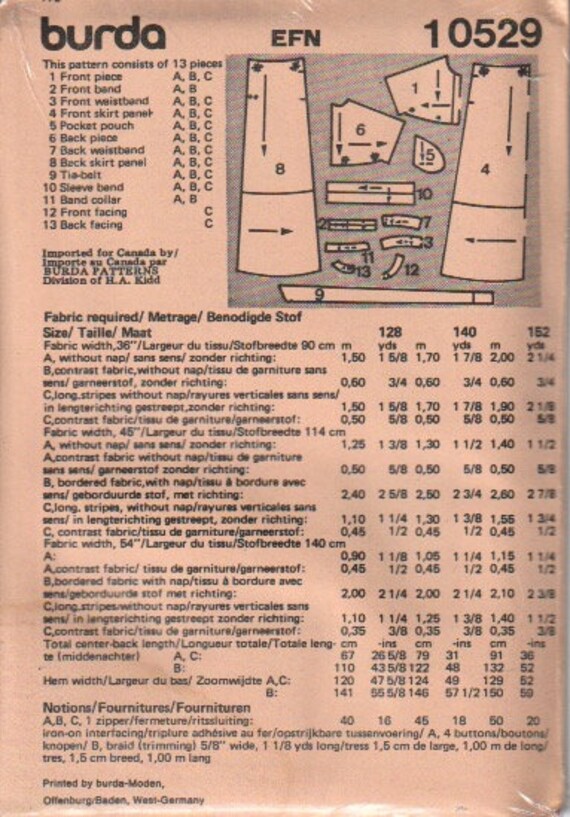 burda EFN 10529
This pattern consists of 13 pieces
1 Front piece A, B, C
2 Front band A, B
3 Front waistband A, B, C
4 Front skirt panel A, B, C
5 Pocket pouch A, B, C
6 Back piece A, B, C
7 Back waistband A, B, C
8 Back skirt panel A, B, C
9 Tie-belt A, B, C
10 Sleeve band A, B, C
11 Band collar A, B
12 Front facing C
13 Back facing C
Imported for Canada by/
Importe au Canada par
BURDA PATTERNS
Division of H.A. Kidd
8
1
6
5
4
10
2
7
3
11
13
12
9
Fabric required/ Metrage/ Benodigde Stof
Size/ Taille/ Maat 128 140 152
Fabric width,36"/Largeur du tissu/Stofbreedte 90 cm m yds m yds m yds
A, without nap/ sans sens/ zonder richting: 1,50 1 5/8 1,70 1 7/8 2,00 2 1/4
B,contrast fabric,without nap/tissu de garniture sans
sens/ garneerstof, zonder richting: 0,60 3/4 0,60 3/4 0,60 3/4
C,long.stripes without nap/rayures verticales sans sens/
in lengterichting gestreept,zonder richting: 1,50 1 5/8 1,70 1 7/8 1,90 2 1/8
C,contrast fabric/tissu de garniture/garneerstof: 0,50 5/8 0,50 5/8 0,50 5/8
Fabric width, 45"/Largeur du tissu/Stofbreedte 114 cm
A, without nap/ sans sens/ zonder richting: 1,25 1 3/8 1,30 1 1/2 1,40 1 1/2
A,contrast fabric without nap/tissu de garniture
sans sens/ garneerstof zonder richting: 0,50 5/8 0,50 5/8 0,50 5/8
B, bordered fabric,with nap/tissu à bordure avec
sens/ geborduurde stof, met richting: 2,40 2 5/8 2,50 2 3/4 2,60 2 7/8
C,long. stripes, without nap/rayures verticales sans
sens/ in lengterichting gestreept, zonder richting: 1,10 1 1/4 1,30 1 3/8 1,55 1 3/4
C, contrast fabric/tissu de garniture/garneerstof: 0,45 1/2 0,45 1/2 0,45 1/2
Fabric width, 54"/Largeur du tissu/Stofbreedte 140 cm
A: 0,90 1 1/8 1,05 1 1/4 1,15 1 1/4
A,contrast fabric/ tissu de garniture/garneerstof: 0,45 1/2 0,45 1/2 0,45 1/2
B,bordered fabric with nap/tissu à bordure avec
sens/geborduurde stof met richting: 2,00 2 1/4 2,00 2 1/4 2,10 2 3/8
C,long.stripes without nap/rayures verticales sans
sens/ in lengterichting gestreept zonder richting: 1,10 1 1/4 1,25 1 3/8 1,40 1 1/2
C,contrast fabric/tissu de garniture/garneerstof: 0,35 3/8 0,35 3/8 0,35 3/8
Total center-back length/Longueur totale/Totale leng- cm -ins cm -ins cm -ins
te (middenachter) A, C: 67 26 5/8 79 31 91 36
B: 110 43 5/8 122 48 132 52
Hem width/Largeur du bas/ Zoomwijdte A,C: 120 47 5/8 124 49 129 52
B: 141 55 5/8 146 57 1/2 150 59
Notions/Fournitures/Fournituren
A,B, C, 1 zipper/fermeture/ritssluiting: 40 16 45 18 50 20
iron-on interfacing/triplure adhésive au fer/opstrijkbare tussenvoering/ A, 4 buttons/boutons/
knopen/ B, braid (trimming) 5/8" wide, 1 1/8 yds long/tress 1,5 cm de large, 1,00 m de long/
tres, 1,5 cm breed, 1,00 m lang
Printed by burda-Moden,
Offenburg/Baden, West-Germany